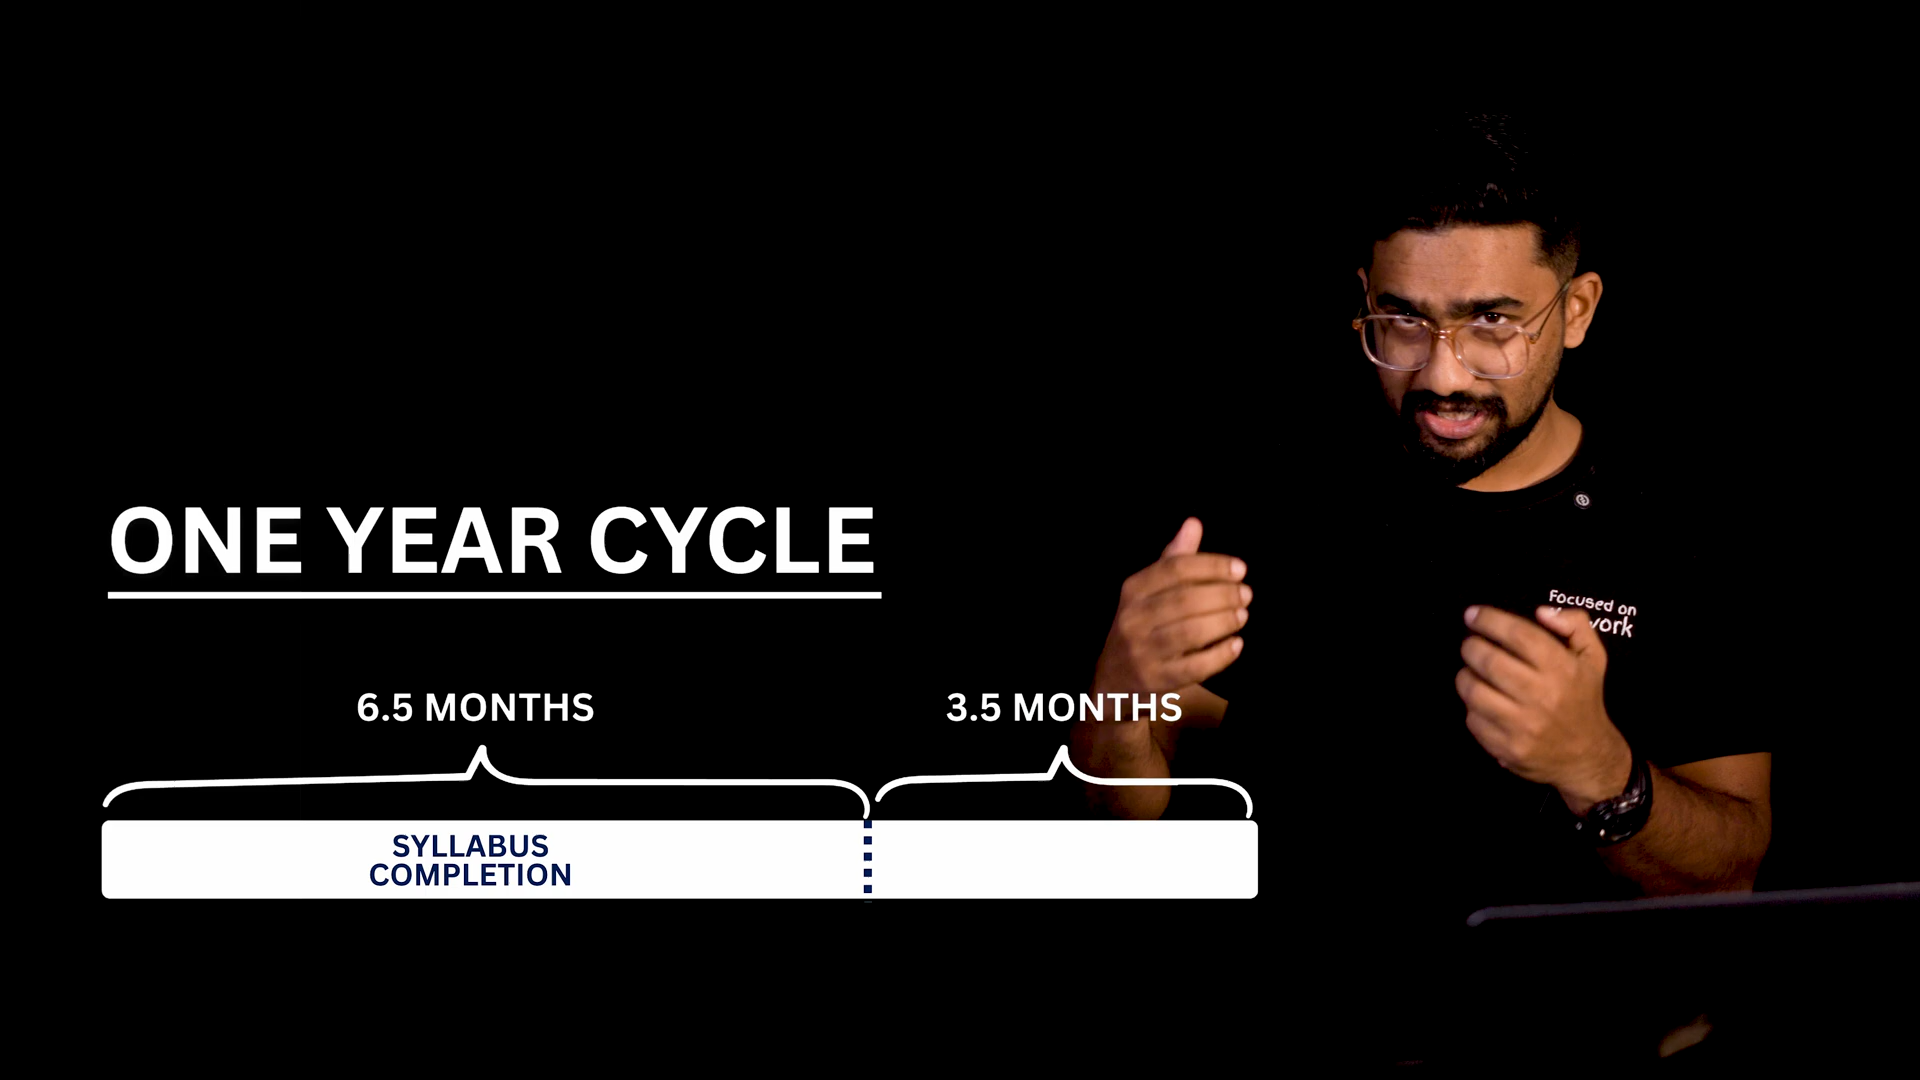 ONE YEAR CYCLE
6.5 MONTHS
3.5 MONTHS
SYLLABUS
COMPLETION
Focused on